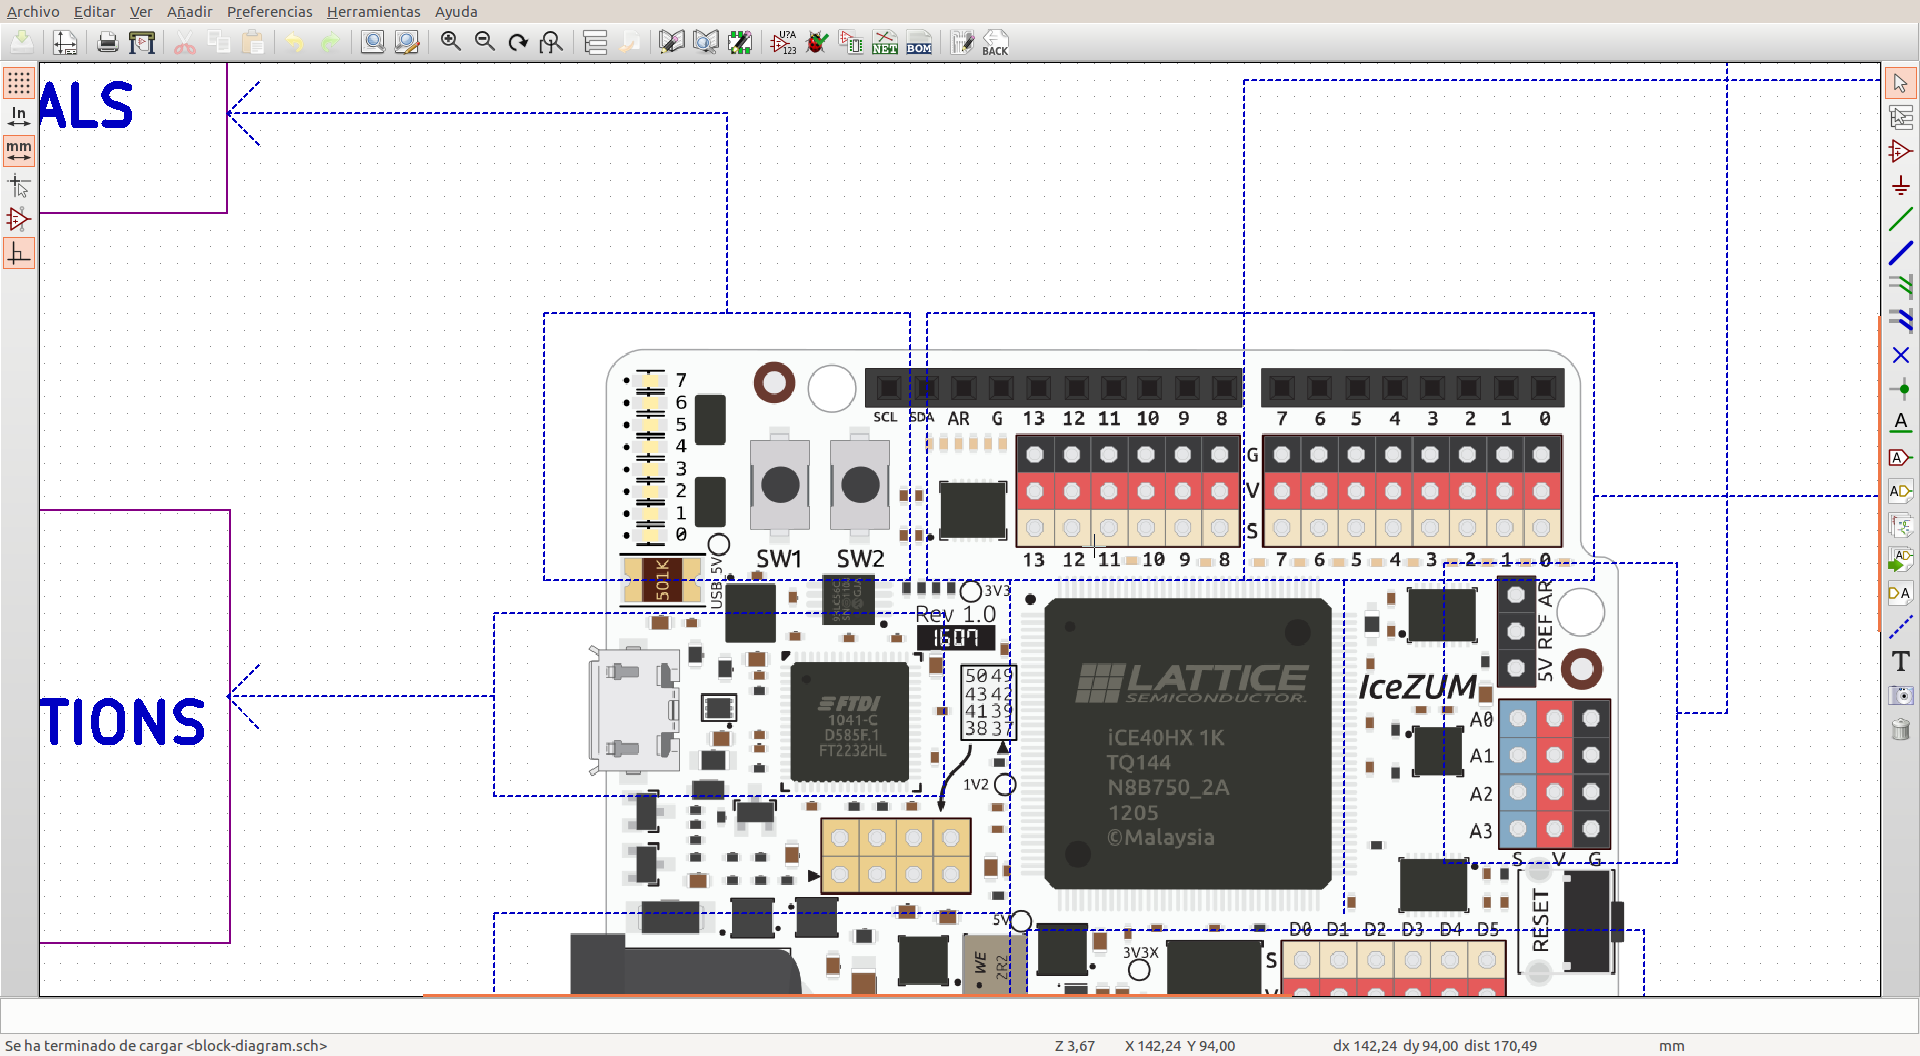 Archivo Editar Ver Añadir Preferencias Herramientas Ayuda
U?A
123
NET
BOM
BACK
In
mm
ALS
TIONS
7
6
5
4
3
2
1
0
SCL SDA AR G 13 12 11 10 9 8 7 6 5 4 3 2 1 0
G
V
S
SW1 SW2
13 12 11 10 9 8 7 6 5 4 3 2 1 0
501K
USB 5V
3V3
Rev 1.0
1607
50 49
43 42
41 39
38 37
1V2
FTDI
1041-C
D585F.1
FT2232HL
LATTICE
SEMICONDUCTOR.
iCE40HX 1K
TQ144
N8B750_2A
1205
©Malaysia
IceZUM
5V REF AR
A0
A1
A2
A3
S V G
RESET
5V
3V3X
WE
2R2
D0 D1 D2 D3 D4 D5
S
V
A
A
AD
AD
DA
T
Se ha terminado de cargar <block-diagram.sch>
Z 3,67 X 142,24 Y 94,00 dx 142,24 dy 94,00 dist 170,49 mm